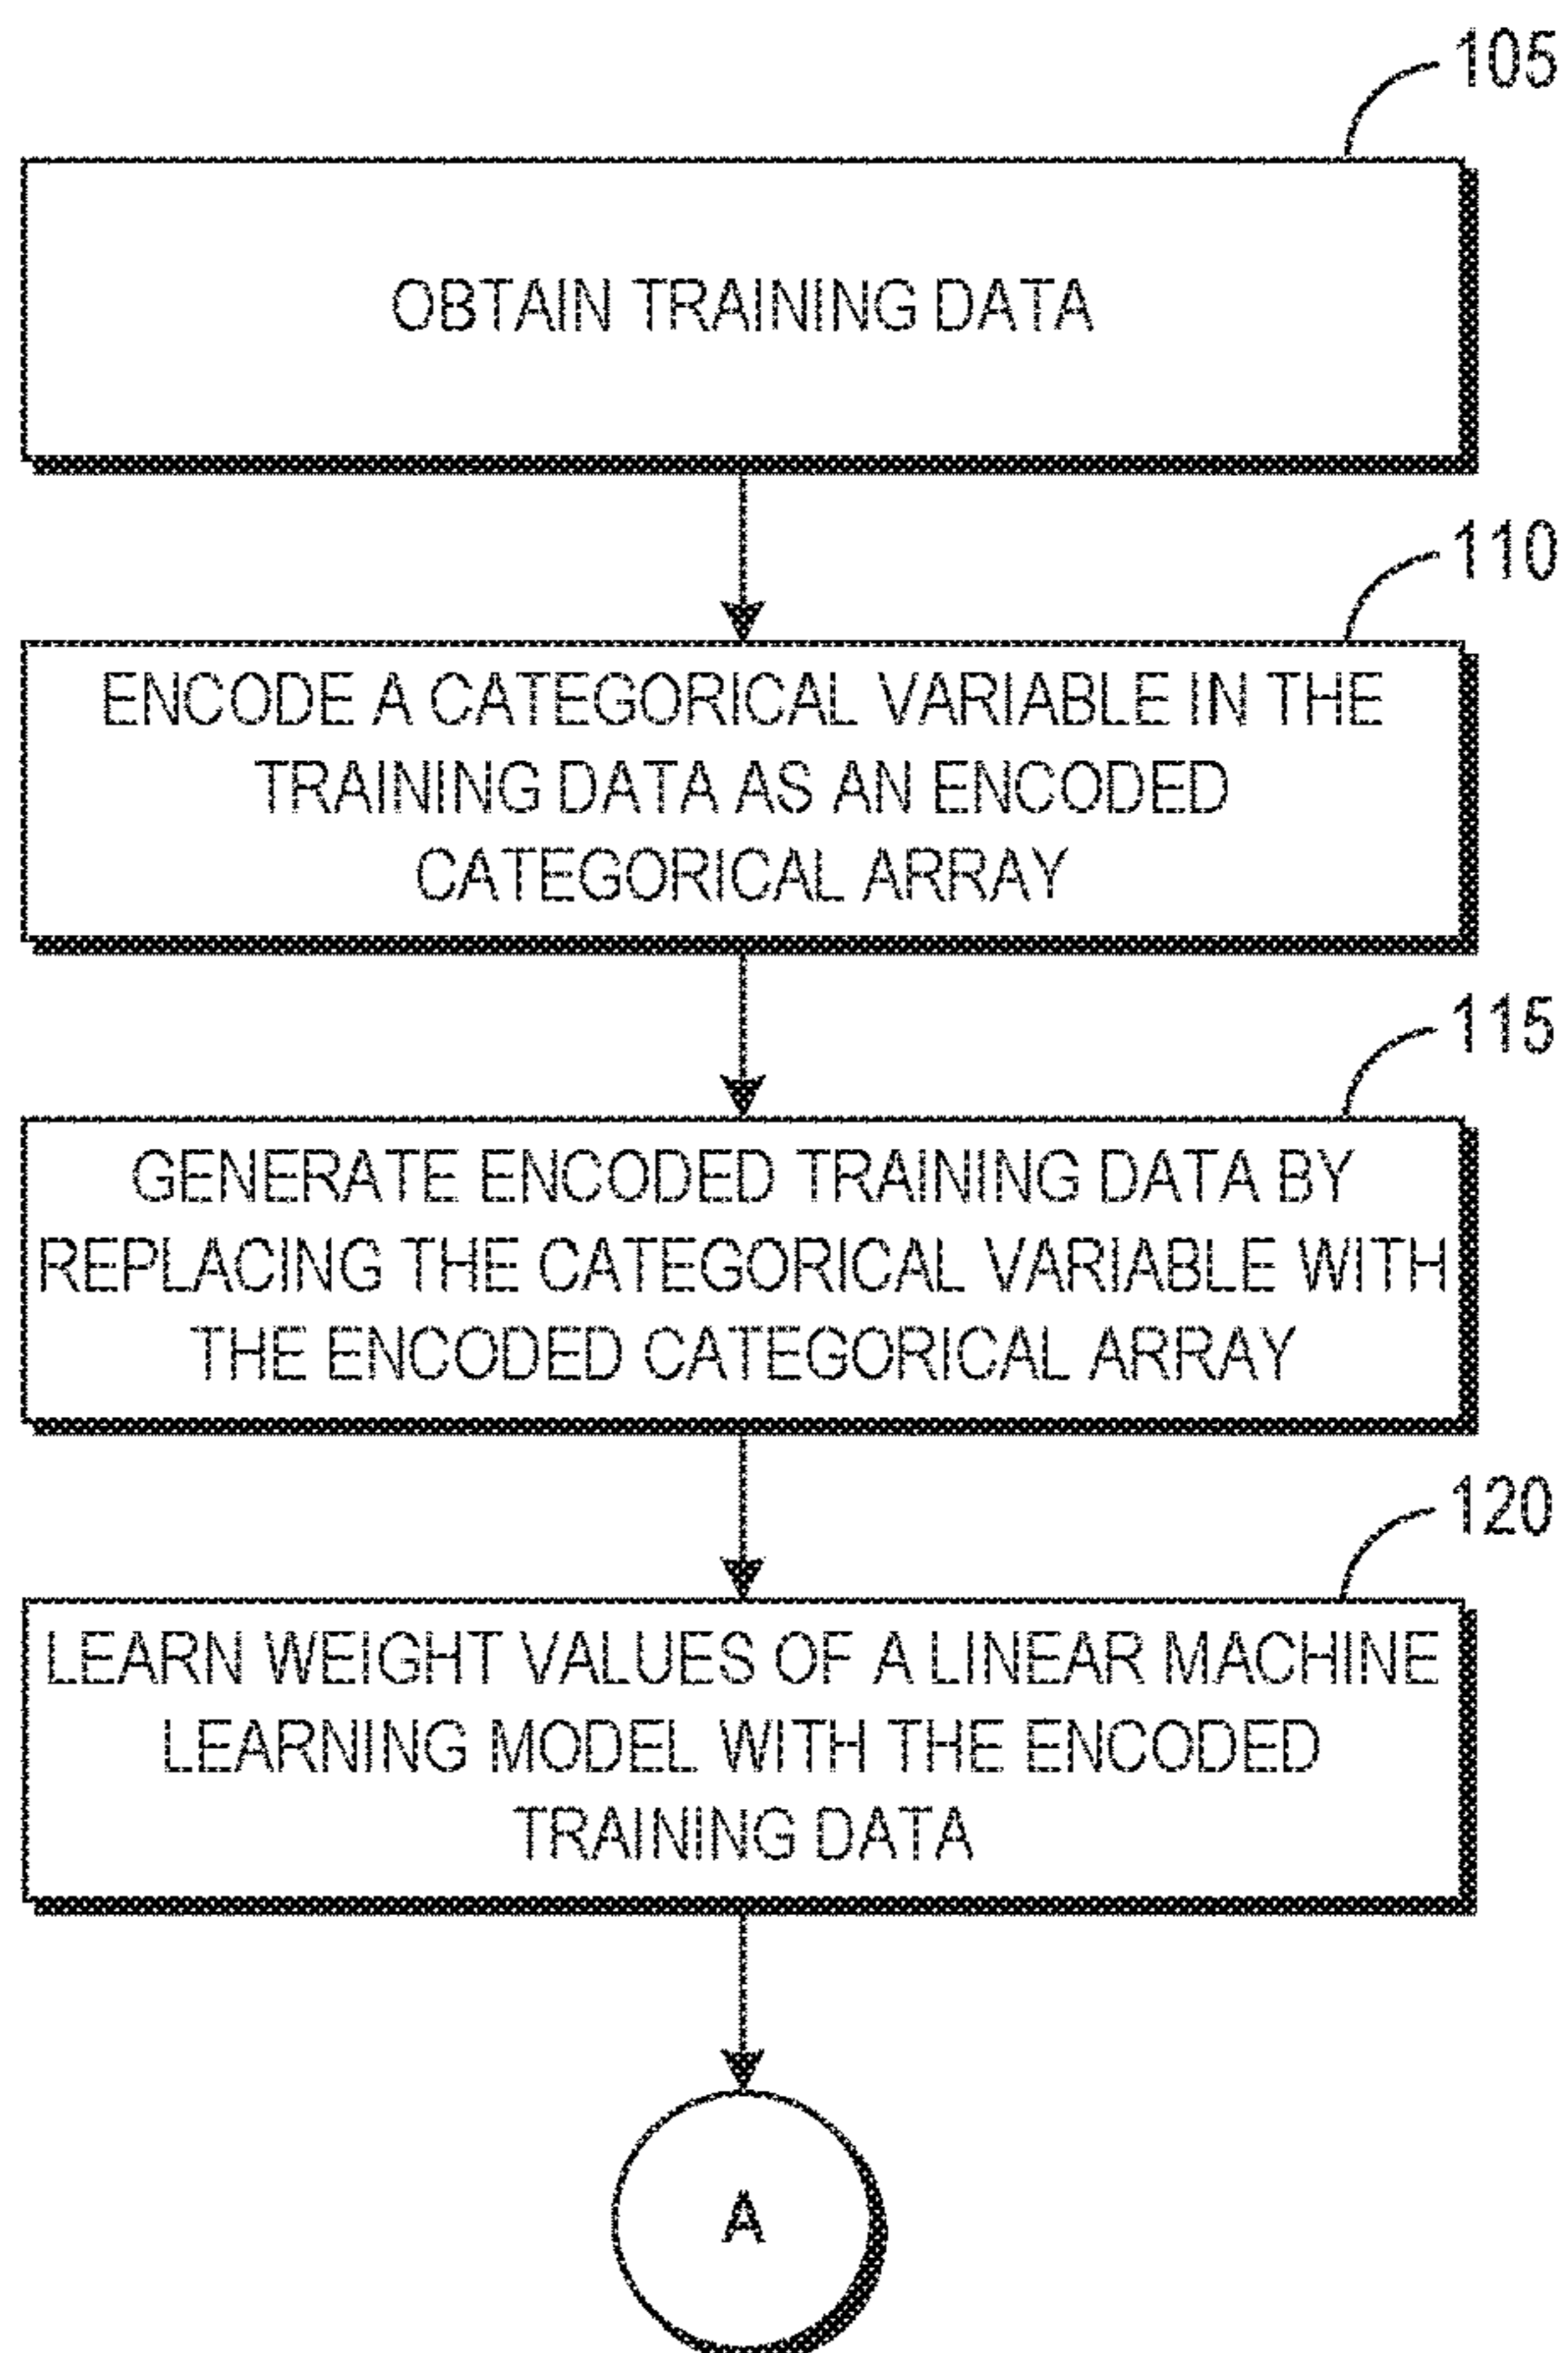 105
OBTAIN TRAINING DATA
110
ENCODE A CATEGORICAL VARIABLE IN THE
TRAINING DATA AS AN ENCODED
CATEGORICAL ARRAY
115
GENERATE ENCODED TRAINING DATA BY
REPLACING THE CATEGORICAL VARIABLE WITH
THE ENCODED CATEGORICAL ARRAY
120
LEARN WEIGHT VALUES OF A LINEAR MACHINE
LEARNING MODEL WITH THE ENCODED
TRAINING DATA
A